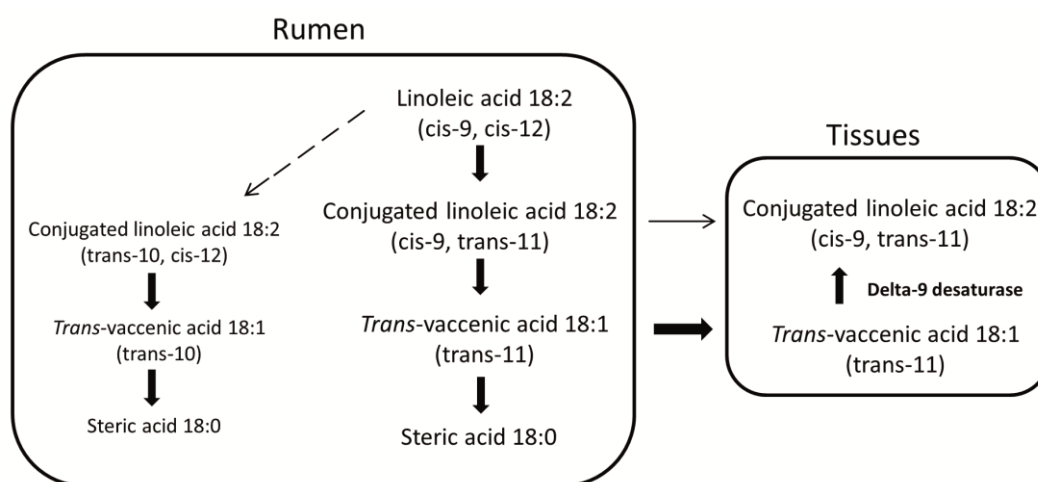 Rumen
Linoleic acid 18:2
(cis-9, cis-12)
Conjugated linoleic acid 18:2
(cis-9, trans-11)
Trans-vaccenic acid 18:1
(trans-11)
Steric acid 18:0
Conjugated linoleic acid 18:2
(trans-10, cis-12)
Trans-vaccenic acid 18:1
(trans-10)
Steric acid 18:0
Tissues
Conjugated linoleic acid 18:2
(cis-9, trans-11)
Delta-9 desaturase
Trans-vaccenic acid 18:1
(trans-11)